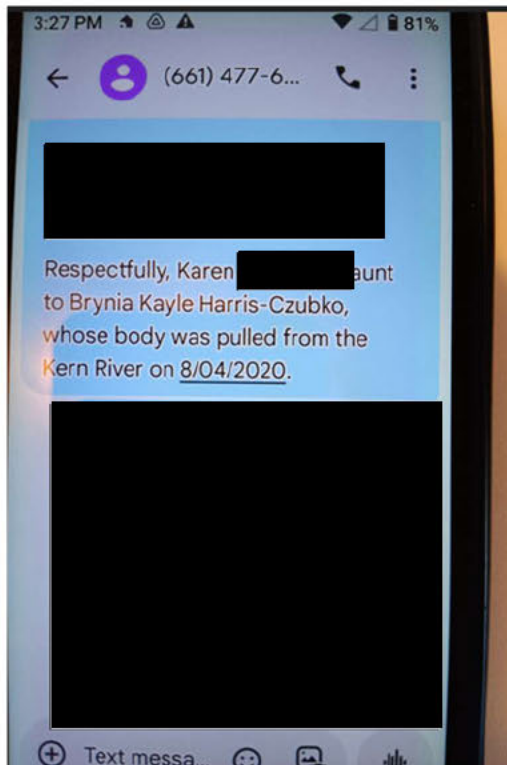 3:27 PM 81%
(661) 477-6...
Respectfully, Karen aunt
to Brynia Kayle Harris-Czubko,
whose body was pulled from the
Kern River on 8/04/2020.
Text messa...